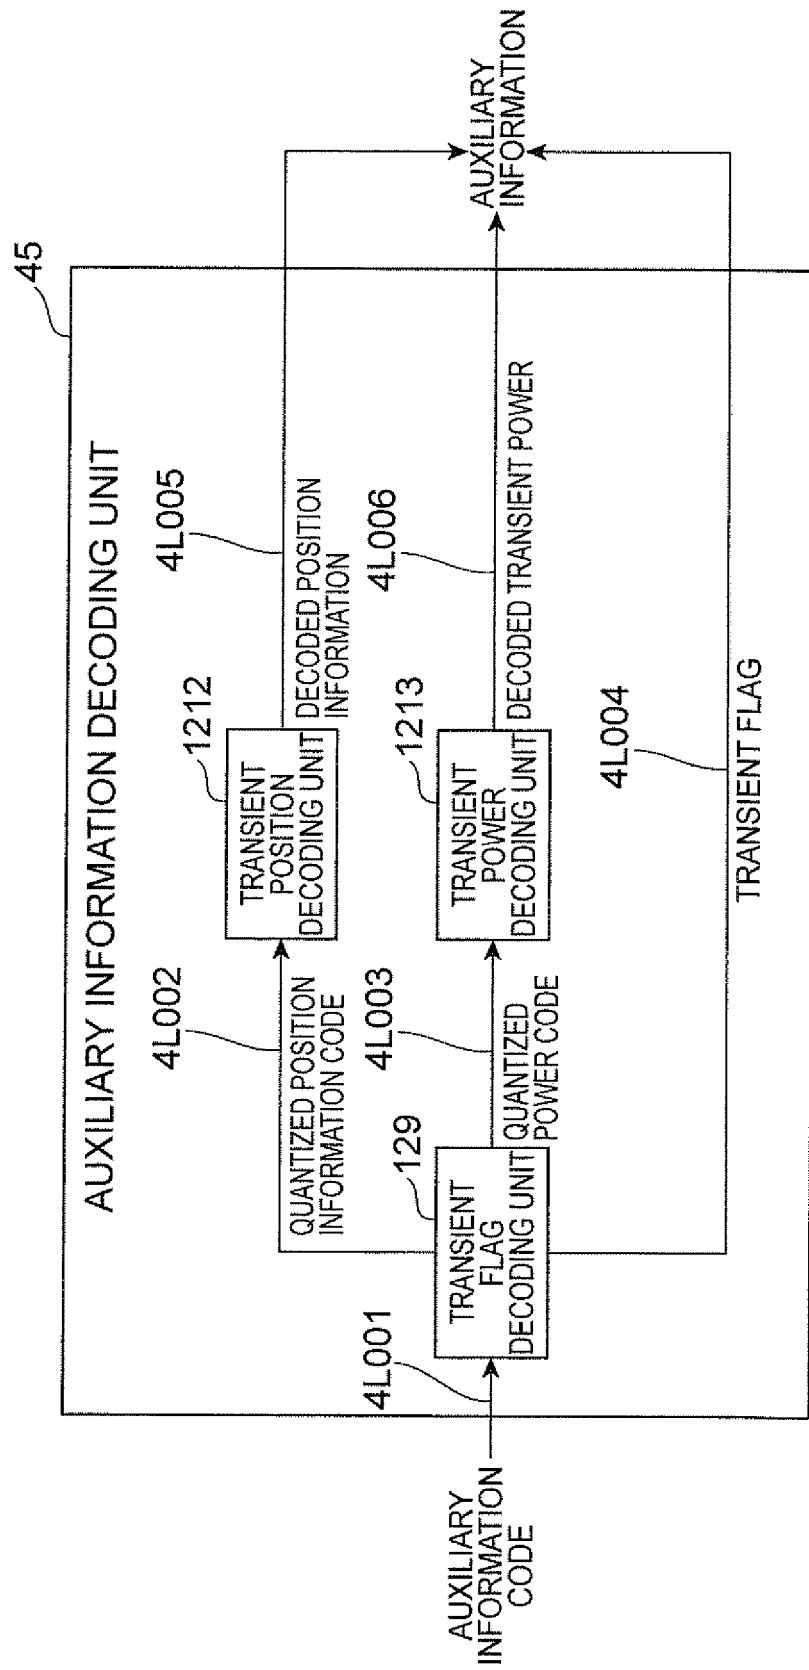 AUXILIARY INFORMATION DECODING UNIT
45
AUXILIARY
INFORMATION
CODE
4L001
129
TRANSIENT
FLAG
DECODING UNIT
4L002
QUANTIZED POSITION
INFORMATION CODE
4L003
QUANTIZED
POWER CODE
1212
TRANSIENT
POSITION
DECODING UNIT
1213
TRANSIENT
POWER
DECODING UNIT
4L005
DECODED POSITION
INFORMATION
4L006
DECODED TRANSIENT POWER
4L004
TRANSIENT FLAG
AUXILIARY
INFORMATION